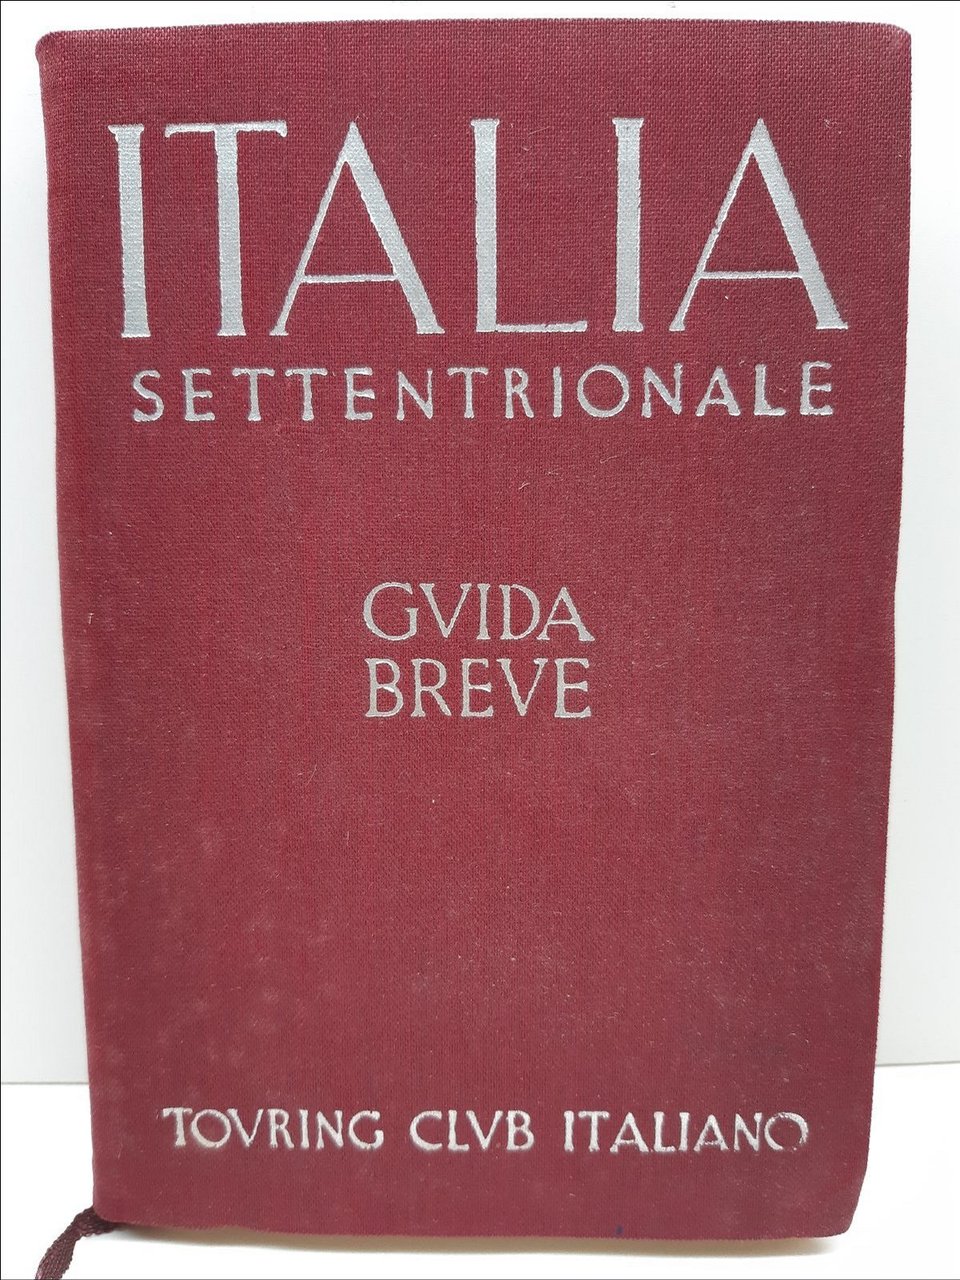 ITALIA
SETTENTRIONALE
GVIDA
BREVE
TOVRING CLVB ITALIANO